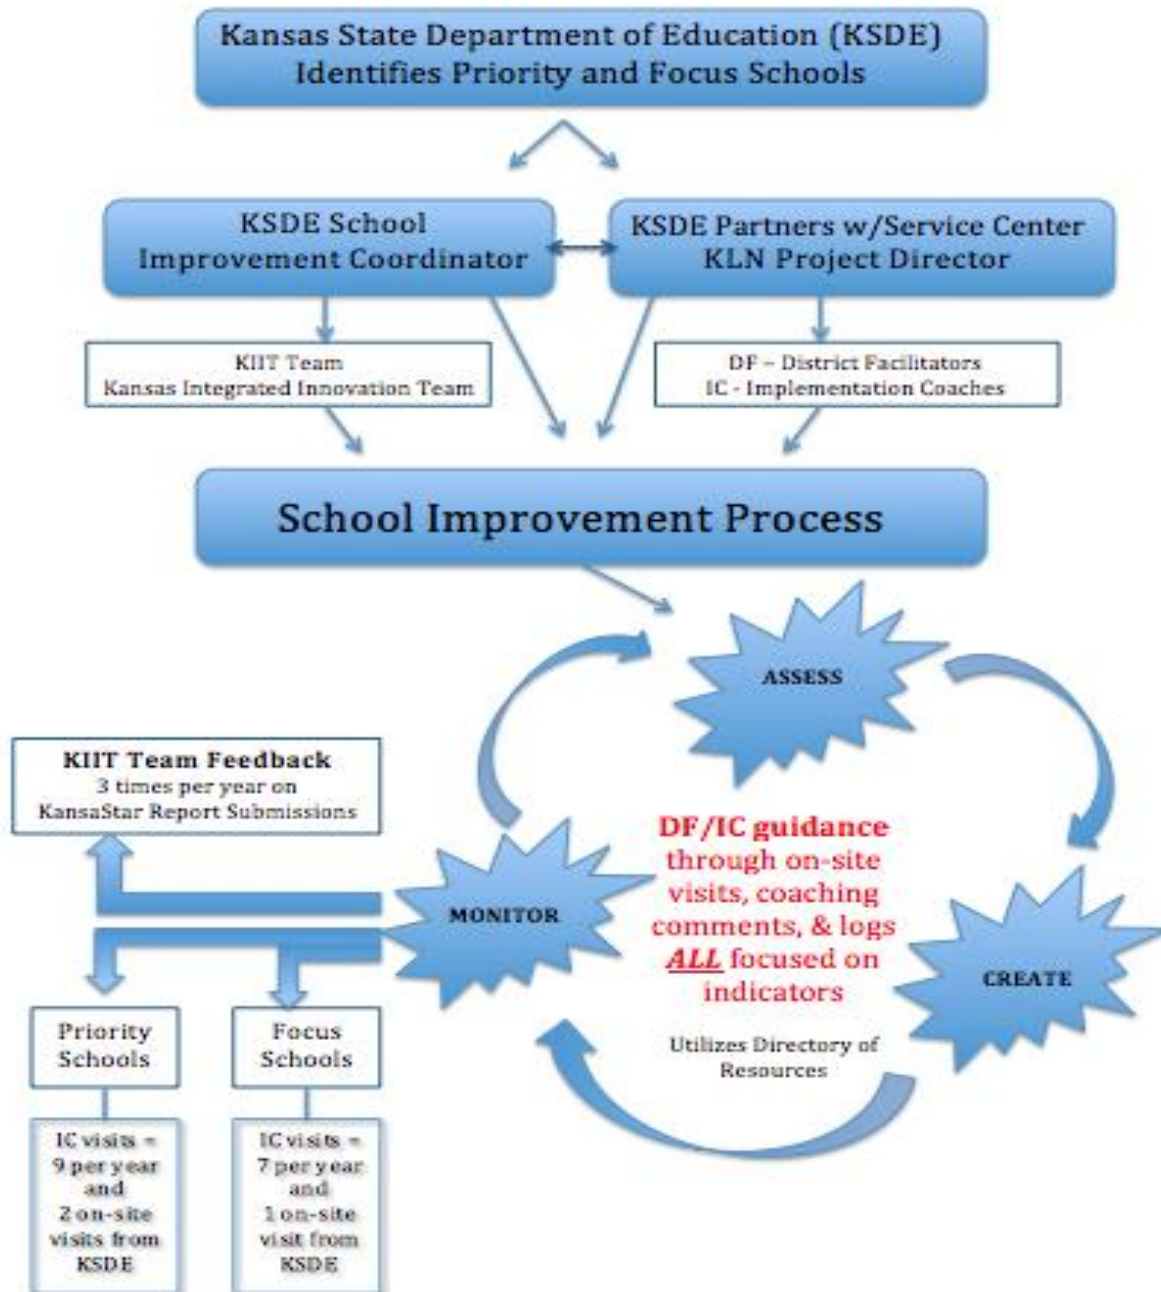 Kansas State Department of Education (KSDE)
Identifies Priority and Focus Schools
KSDE School
Improvement Coordinator
KSDE Partners w/Service Center
KLN Project Director
KIIT Team
Kansas Integrated Innovation Team
DF – District Facilitators
IC - Implementation Coaches
School Improvement Process
ASSESS
KIIT Team Feedback
3 times per year on
KansaStar Report Submissions
DF/IC guidance
through on-site
visits, coaching
comments, & logs
ALL focused on
indicators
MONITOR
CREATE
Utilizes Directory of
Resources
Priority
Schools
Focus
Schools
IC visits =
9 per year
and
2 on-site
visits from
KSDE
IC visits =
7 per year
and
1 on-site
visit from
KSDE